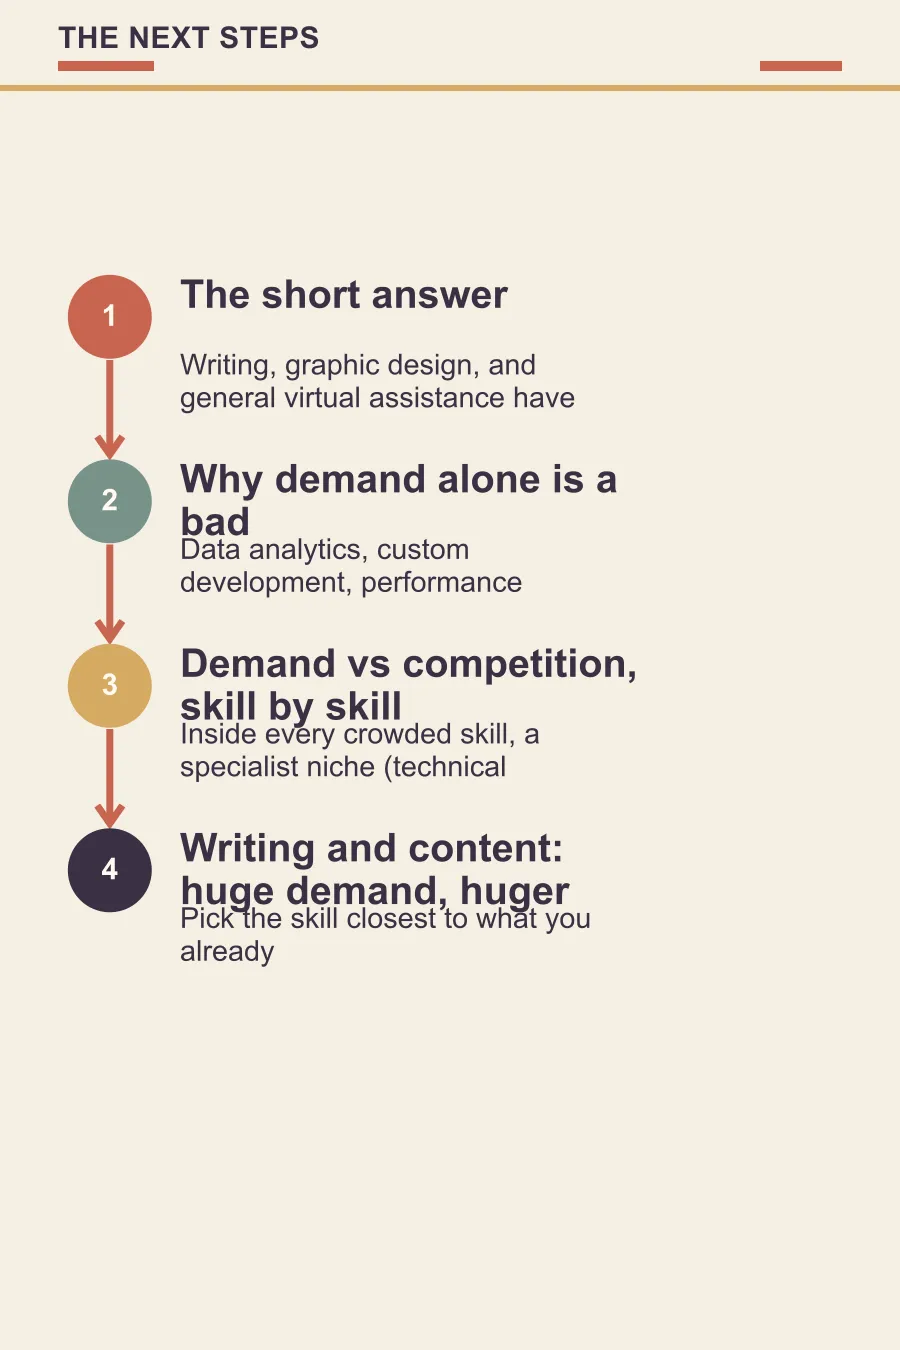 THE NEXT STEPS
1
The short answer
Writing, graphic design, and
general virtual assistance have
2
Why demand alone is a
bad
Data analytics, custom
development, performance
3
Demand vs competition,
skill by skill
Inside every crowded skill, a
specialist niche (technical
4
Writing and content:
huge demand, huger
Pick the skill closest to what you
already